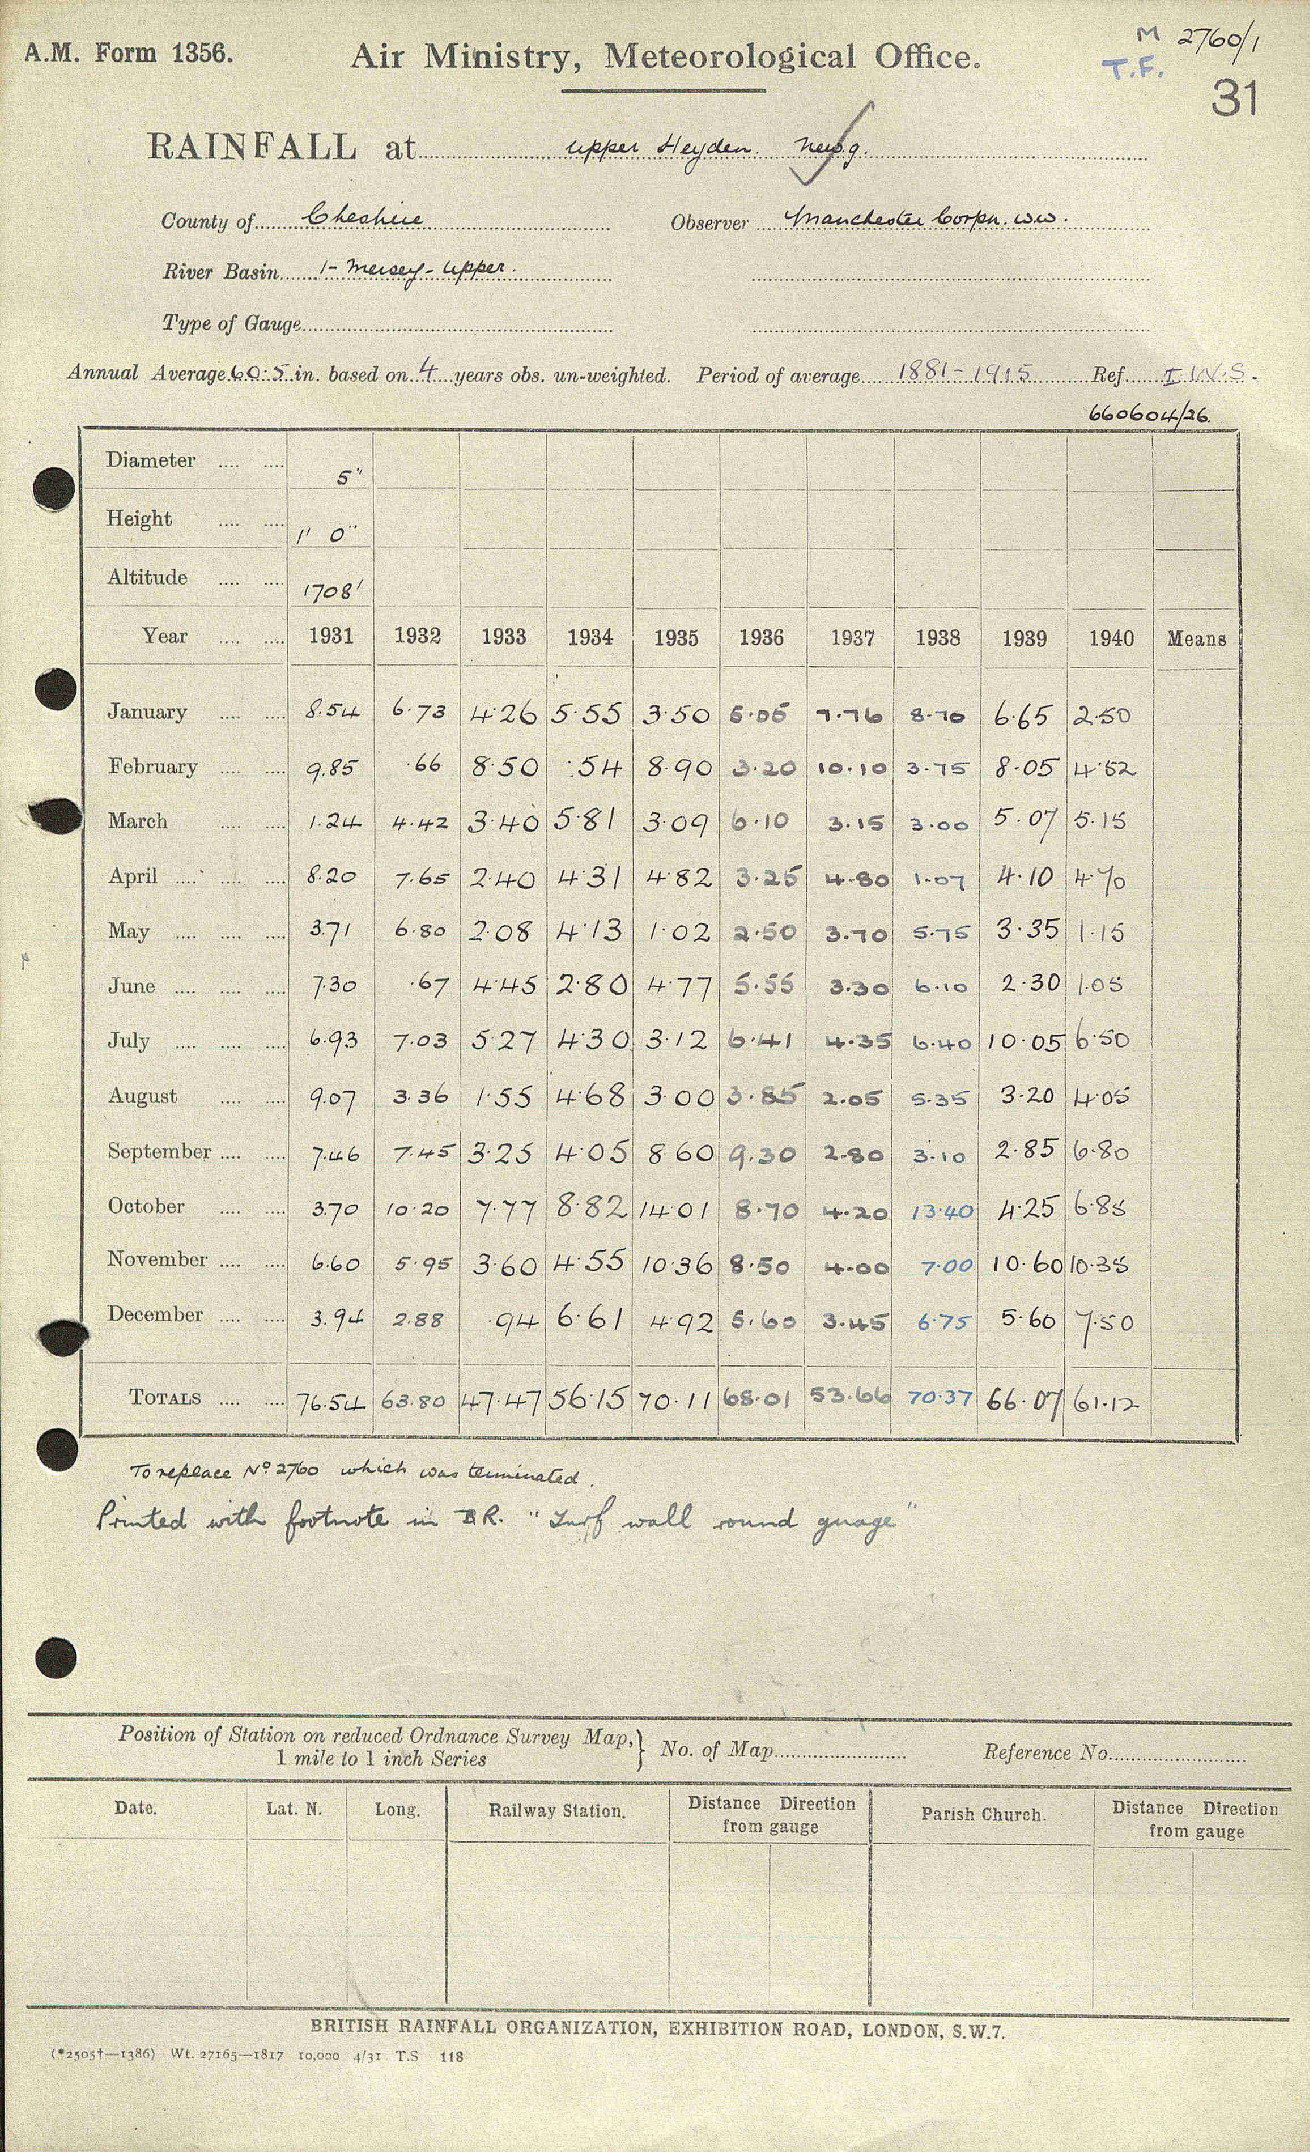 A.M. Form 1356.
Air Ministry, Meteorological Office.
M 2760/1
T.F.
31
RAINFALL at Upper Heyden. New g.
County of Cheshire Observer Manchester Corpn. W.W.
River Basin 1- Mersey - Upper.
Type of Gauge
Annual Average 60.5 in. based on 4 years obs. un-weighted. Period of average 1881-1915 Ref. I.W.S.
660604/26.
Diameter 5"
Height 1' 0"
Altitude 1708'
Year 1931 1932 1933 1934 1935 1936 1937 1938 1939 1940 Means
January 8.54 6.73 4.26 5.55 3.50 5.05 7.76 8.70 6.65 2.50
February 9.85 .66 8.50 .54 8.90 3.20 10.10 3.75 8.05 4.52
March 1.24 4.42 3.40 5.81 3.09 6.10 3.15 3.00 5.07 5.15
April 8.20 7.65 2.40 4.31 4.82 3.25 4.80 1.07 4.10 4.70
May 3.71 6.80 2.08 4.13 1.02 2.50 3.70 5.75 3.35 1.15
June 7.30 .67 4.45 2.80 4.77 5.55 3.30 6.10 2.30 1.05
July 6.93 7.03 5.27 4.30 3.12 6.41 4.35 6.40 10.05 6.50
August 9.07 3.36 1.55 4.68 3.00 3.85 2.05 5.35 3.20 4.05
September 7.46 7.45 3.25 4.05 8.60 9.30 2.80 3.10 2.85 6.80
October 3.70 10.20 7.77 8.82 14.01 8.70 4.20 13.40 4.25 6.85
November 6.60 5.95 3.60 4.55 10.36 8.50 4.00 7.00 10.60 10.35
December 3.94 2.88 .94 6.61 4.92 5.60 3.45 6.75 5.60 7.50
TOTALS 76.54 63.80 47.47 56.15 70.11 68.01 53.66 70.37 66.07 61.12
To replace No 2760 which was terminated.
Printed with footnote in B.R. "Turf wall round guage"
Position of Station on reduced Ordnance Survey Map, 1 mile to 1 inch Series } No. of Map Reference No.
Date. Lat. N. Long. Railway Station. Distance Direction from gauge Parish Church. Distance Direction from gauge
BRITISH RAINFALL ORGANIZATION, EXHIBITION ROAD, LONDON, S.W.7.
(*2505†—1386) Wt. 27165—1817 10,000 4/31 T.S 118